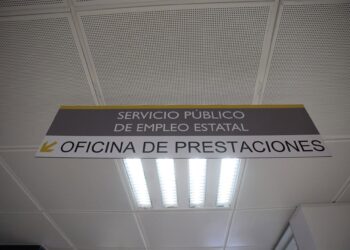 SERVICIO PÚBLICO
DE EMPLEO ESTATAL
OFICINA DE PRESTACIONES